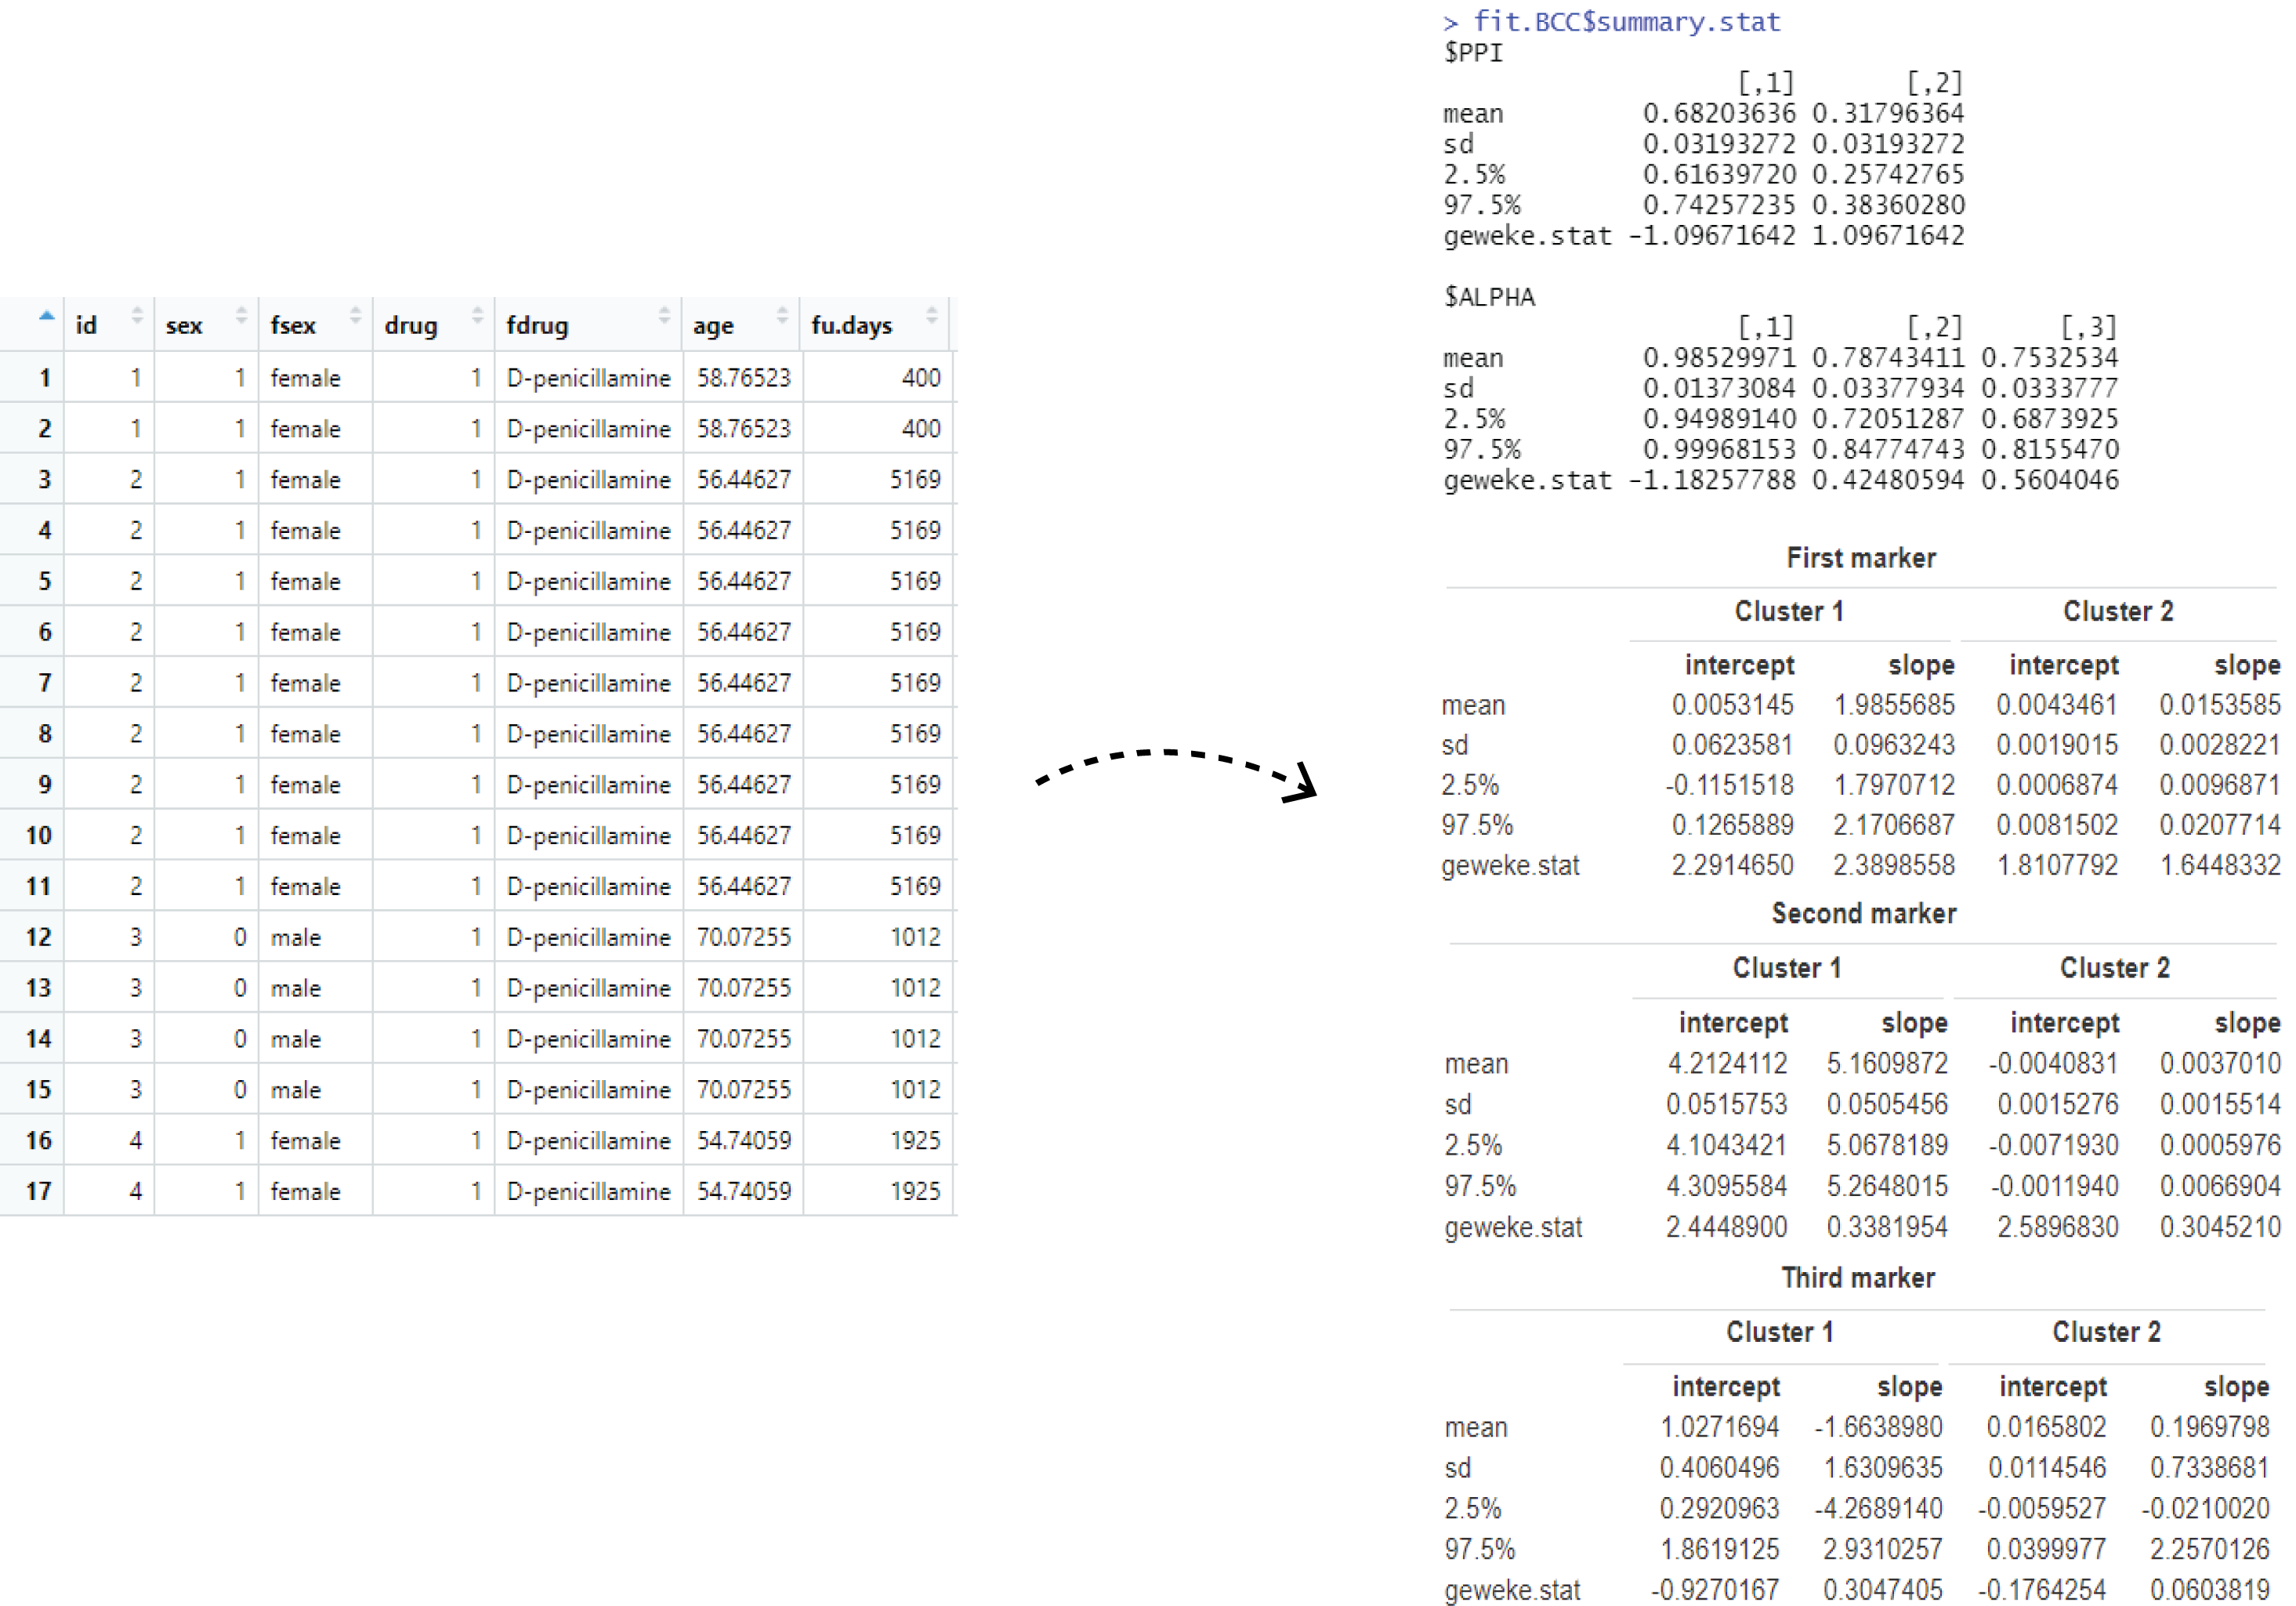 id sex fsex drug fdrug age fu.days
1 1 1 female 1 D-penicillamine 58.76523 400
2 1 1 female 1 D-penicillamine 58.76523 400
3 2 1 female 1 D-penicillamine 56.44627 5169
4 2 1 female 1 D-penicillamine 56.44627 5169
5 2 1 female 1 D-penicillamine 56.44627 5169
6 2 1 female 1 D-penicillamine 56.44627 5169
7 2 1 female 1 D-penicillamine 56.44627 5169
8 2 1 female 1 D-penicillamine 56.44627 5169
9 2 1 female 1 D-penicillamine 56.44627 5169
10 2 1 female 1 D-penicillamine 56.44627 5169
11 2 1 female 1 D-penicillamine 56.44627 5169
12 3 0 male 1 D-penicillamine 70.07255 1012
13 3 0 male 1 D-penicillamine 70.07255 1012
14 3 0 male 1 D-penicillamine 70.07255 1012
15 3 0 male 1 D-penicillamine 70.07255 1012
16 4 1 female 1 D-penicillamine 54.74059 1925
17 4 1 female 1 D-penicillamine 54.74059 1925
> fit.BCC$summary.stat
$PPI
[,1] [,2]
mean 0.68203636 0.31796364
sd 0.03193272 0.03193272
2.5% 0.61639720 0.25742765
97.5% 0.74257235 0.38360280
geweke.stat -1.09671642 1.09671642
$ALPHA
[,1] [,2] [,3]
mean 0.98529971 0.78743411 0.7532534
sd 0.01373084 0.03377934 0.0333777
2.5% 0.94989140 0.72051287 0.6873925
97.5% 0.99968153 0.84774743 0.8155470
geweke.stat -1.18257788 0.42480594 0.5604046
First marker
Cluster 1 Cluster 2
intercept slope intercept slope
mean 0.0053145 1.9855685 0.0043461 0.0153585
sd 0.0623581 0.0963243 0.0019015 0.0028221
2.5% -0.1151518 1.7970712 0.0006874 0.0096871
97.5% 0.1265889 2.1706687 0.0081502 0.0207714
geweke.stat 2.2914650 2.3898558 1.8107792 1.6448332
Second marker
Cluster 1 Cluster 2
intercept slope intercept slope
mean 4.2124112 5.1609872 -0.0040831 0.0037010
sd 0.0515753 0.0505456 0.0015276 0.0015514
2.5% 4.1043421 5.0678189 -0.0071930 0.0005976
97.5% 4.3095584 5.2648015 -0.0011940 0.0066904
geweke.stat 2.4448900 0.3381954 2.5896830 0.3045210
Third marker
Cluster 1 Cluster 2
intercept slope intercept slope
mean 1.0271694 -1.6638980 0.0165802 0.1969798
sd 0.4060496 1.6309635 0.0114546 0.7338681
2.5% 0.2920963 -4.2689140 -0.0059527 -0.0210020
97.5% 1.8619125 2.9310257 0.0399977 2.2570126
geweke.stat -0.9270167 0.3047405 -0.1764254 0.0603819